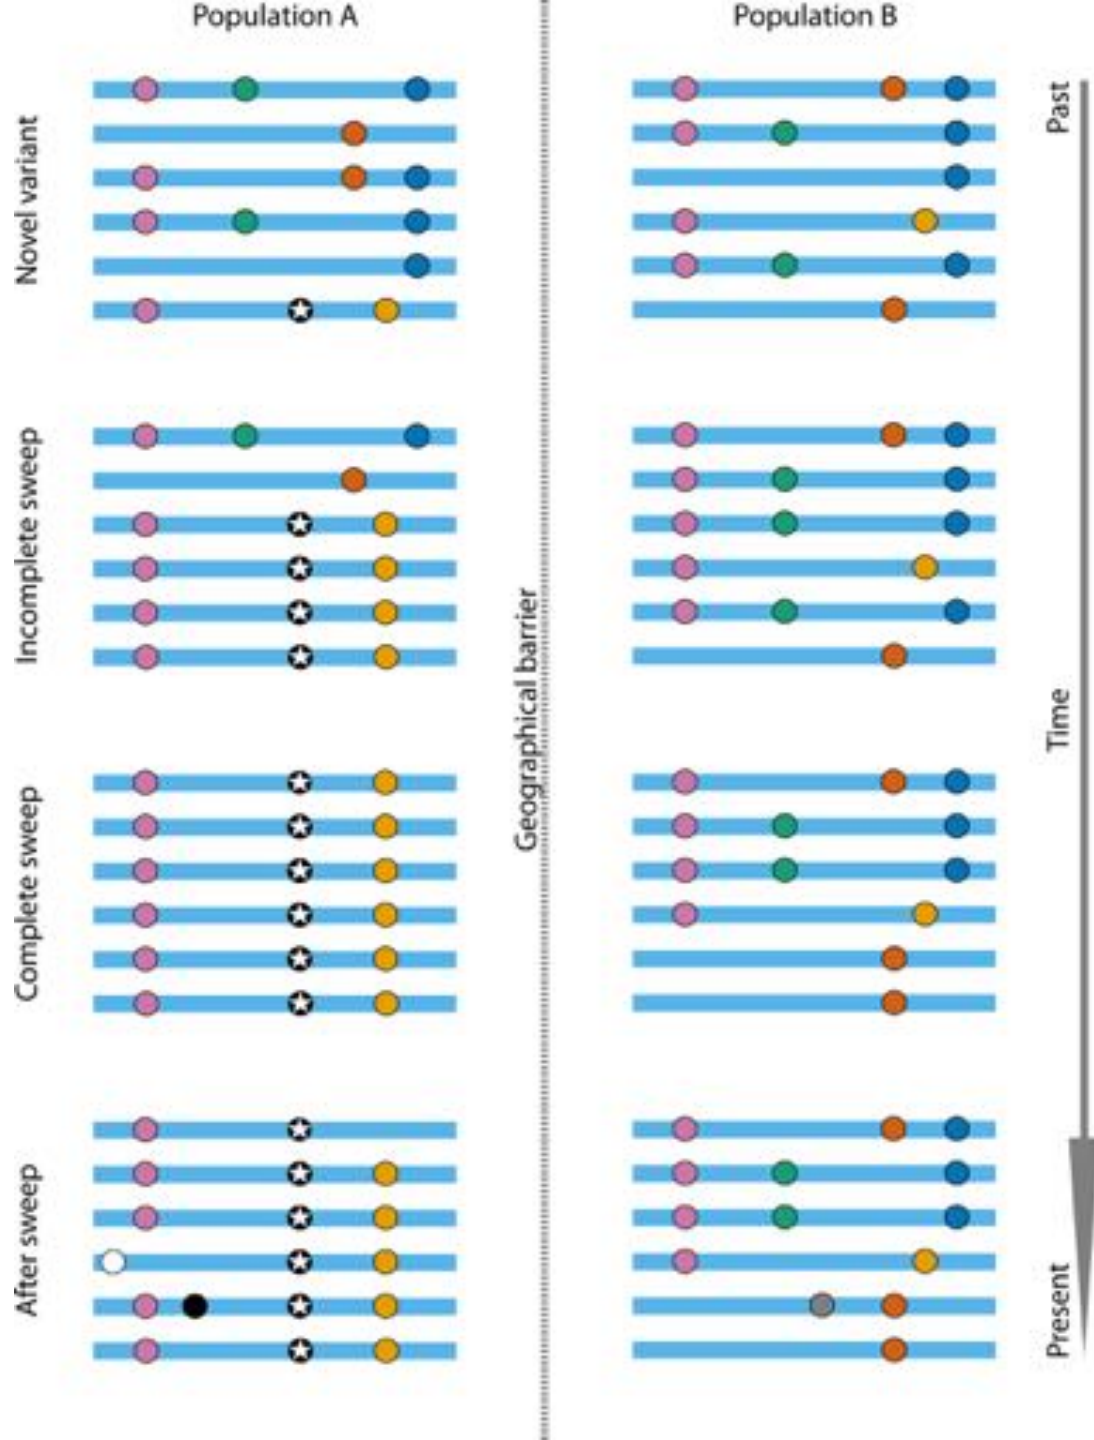 Population A
Population B
Novel variant
Past
Incomplete sweep
Geographical barrier
Time
Complete sweep
After sweep
Present